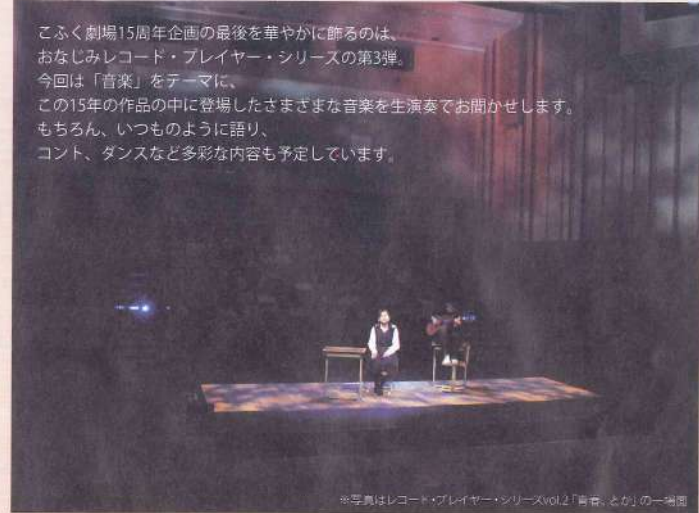 こふく劇場15周年企画の最後を華やかに飾るのは、
おなじみレコード・プレイヤー・シリーズの第3弾。
今回は「音楽」をテーマに、
この15年の作品の中に登場したさまざまな音楽を生演奏でお聞かせします。
もちろん、いつものように語り、
コント、ダンスなど多彩な内容も予定しています。
※写真はレコード・プレイヤー・シリーズvol.2「青春、とか」の一場面